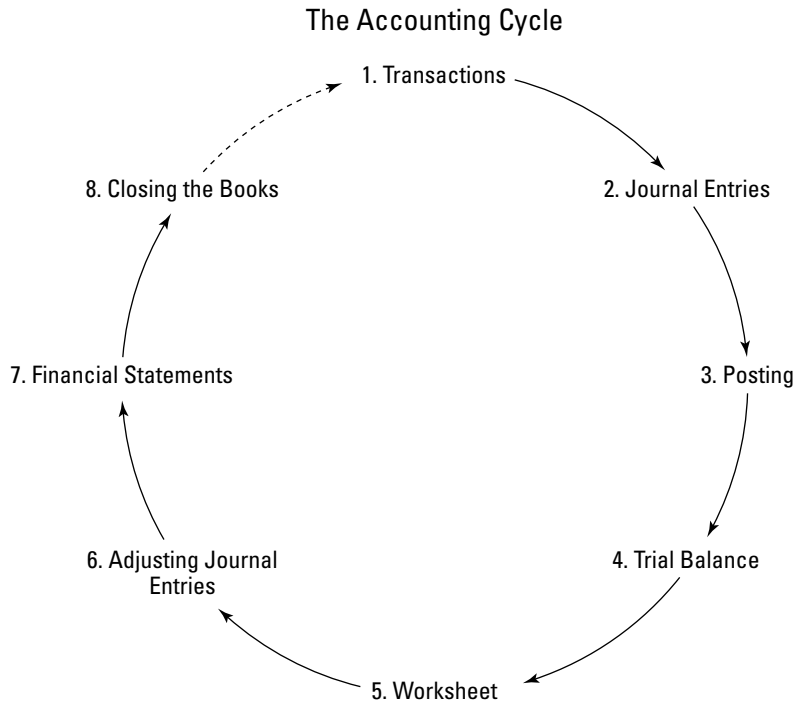 The Accounting Cycle
1. Transactions
2. Journal Entries
3. Posting
4. Trial Balance
5. Worksheet
6. Adjusting Journal
Entries
7. Financial Statements
8. Closing the Books